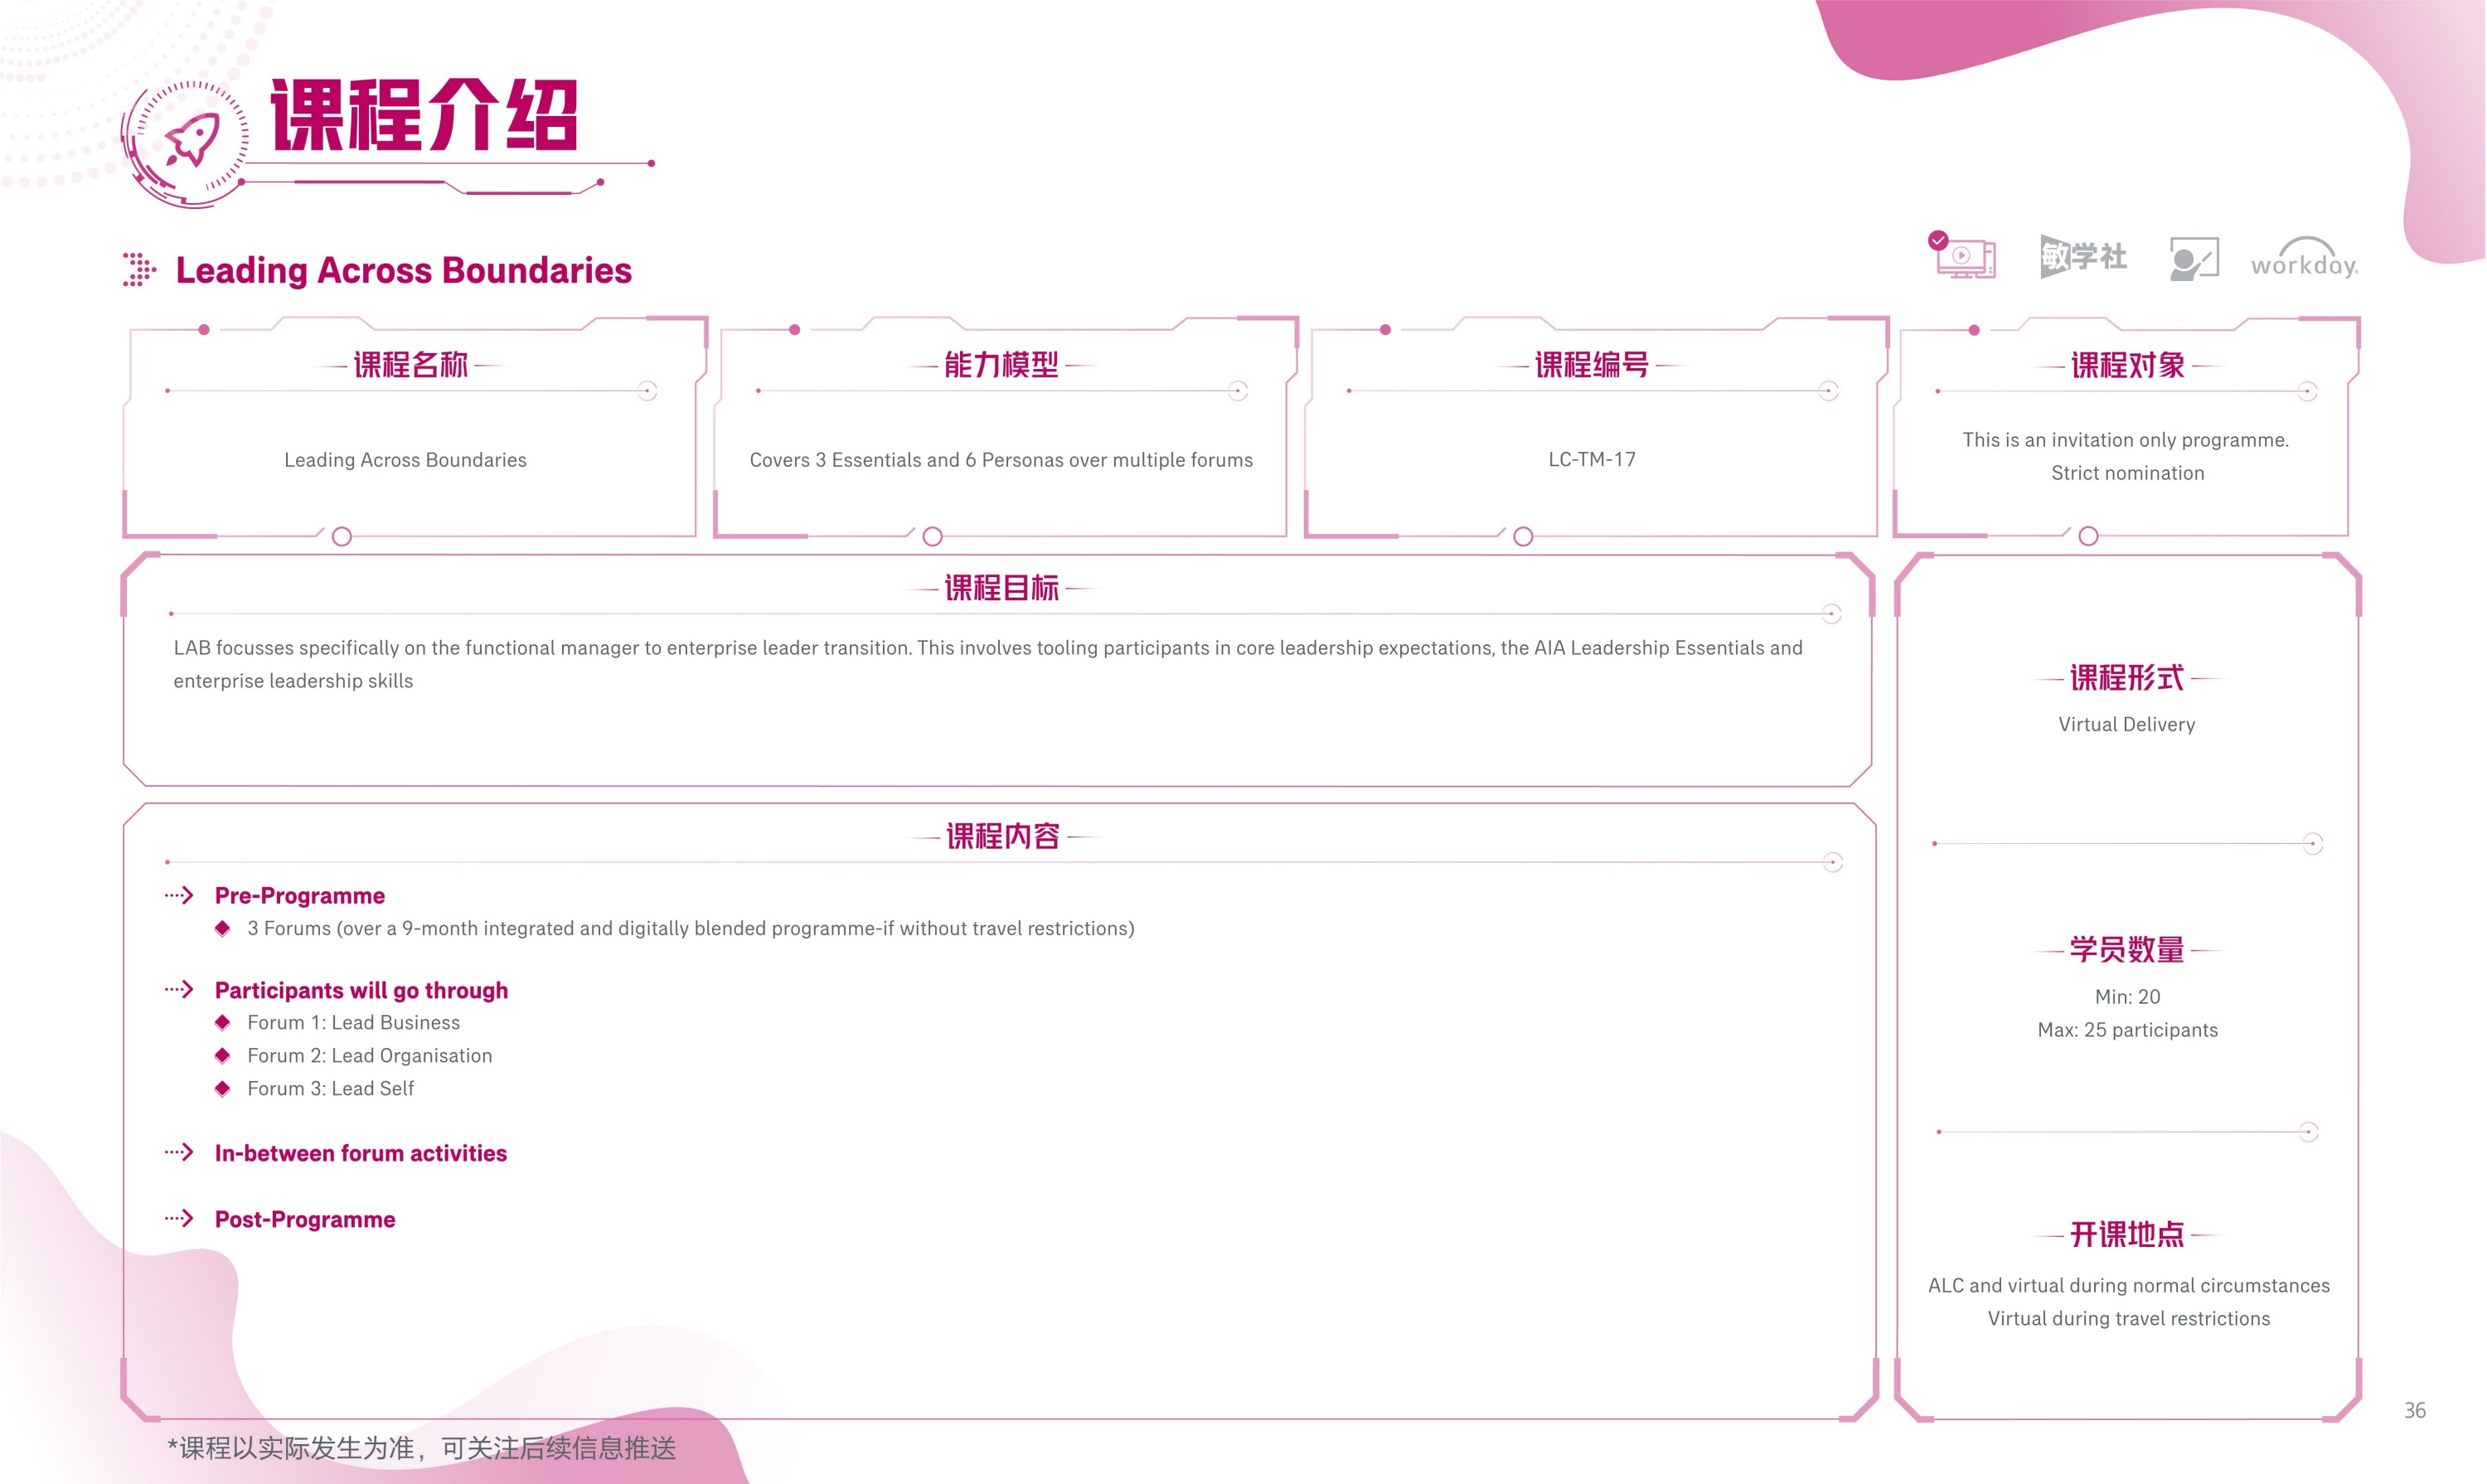 课程介绍
Leading Across Boundaries
敏学社
workday.
课程名称
Leading Across Boundaries
能力模型
Covers 3 Essentials and 6 Personas over multiple forums
课程编号
LC-TM-17
课程对象
This is an invitation only programme.
Strict nomination
课程目标
LAB focusses specifically on the functional manager to enterprise leader transition. This involves tooling participants in core leadership expectations, the AIA Leadership Essentials and
enterprise leadership skills
课程内容
Pre-Programme
3 Forums (over a 9-month integrated and digitally blended programme-if without travel restrictions)
Participants will go through
Forum 1: Lead Business
Forum 2: Lead Organisation
Forum 3: Lead Self
In-between forum activities
Post-Programme
课程形式
Virtual Delivery
学员数量
Min: 20
Max: 25 participants
开课地点
ALC and virtual during normal circumstances
Virtual during travel restrictions
*课程以实际发生为准，可关注后续信息推送
36